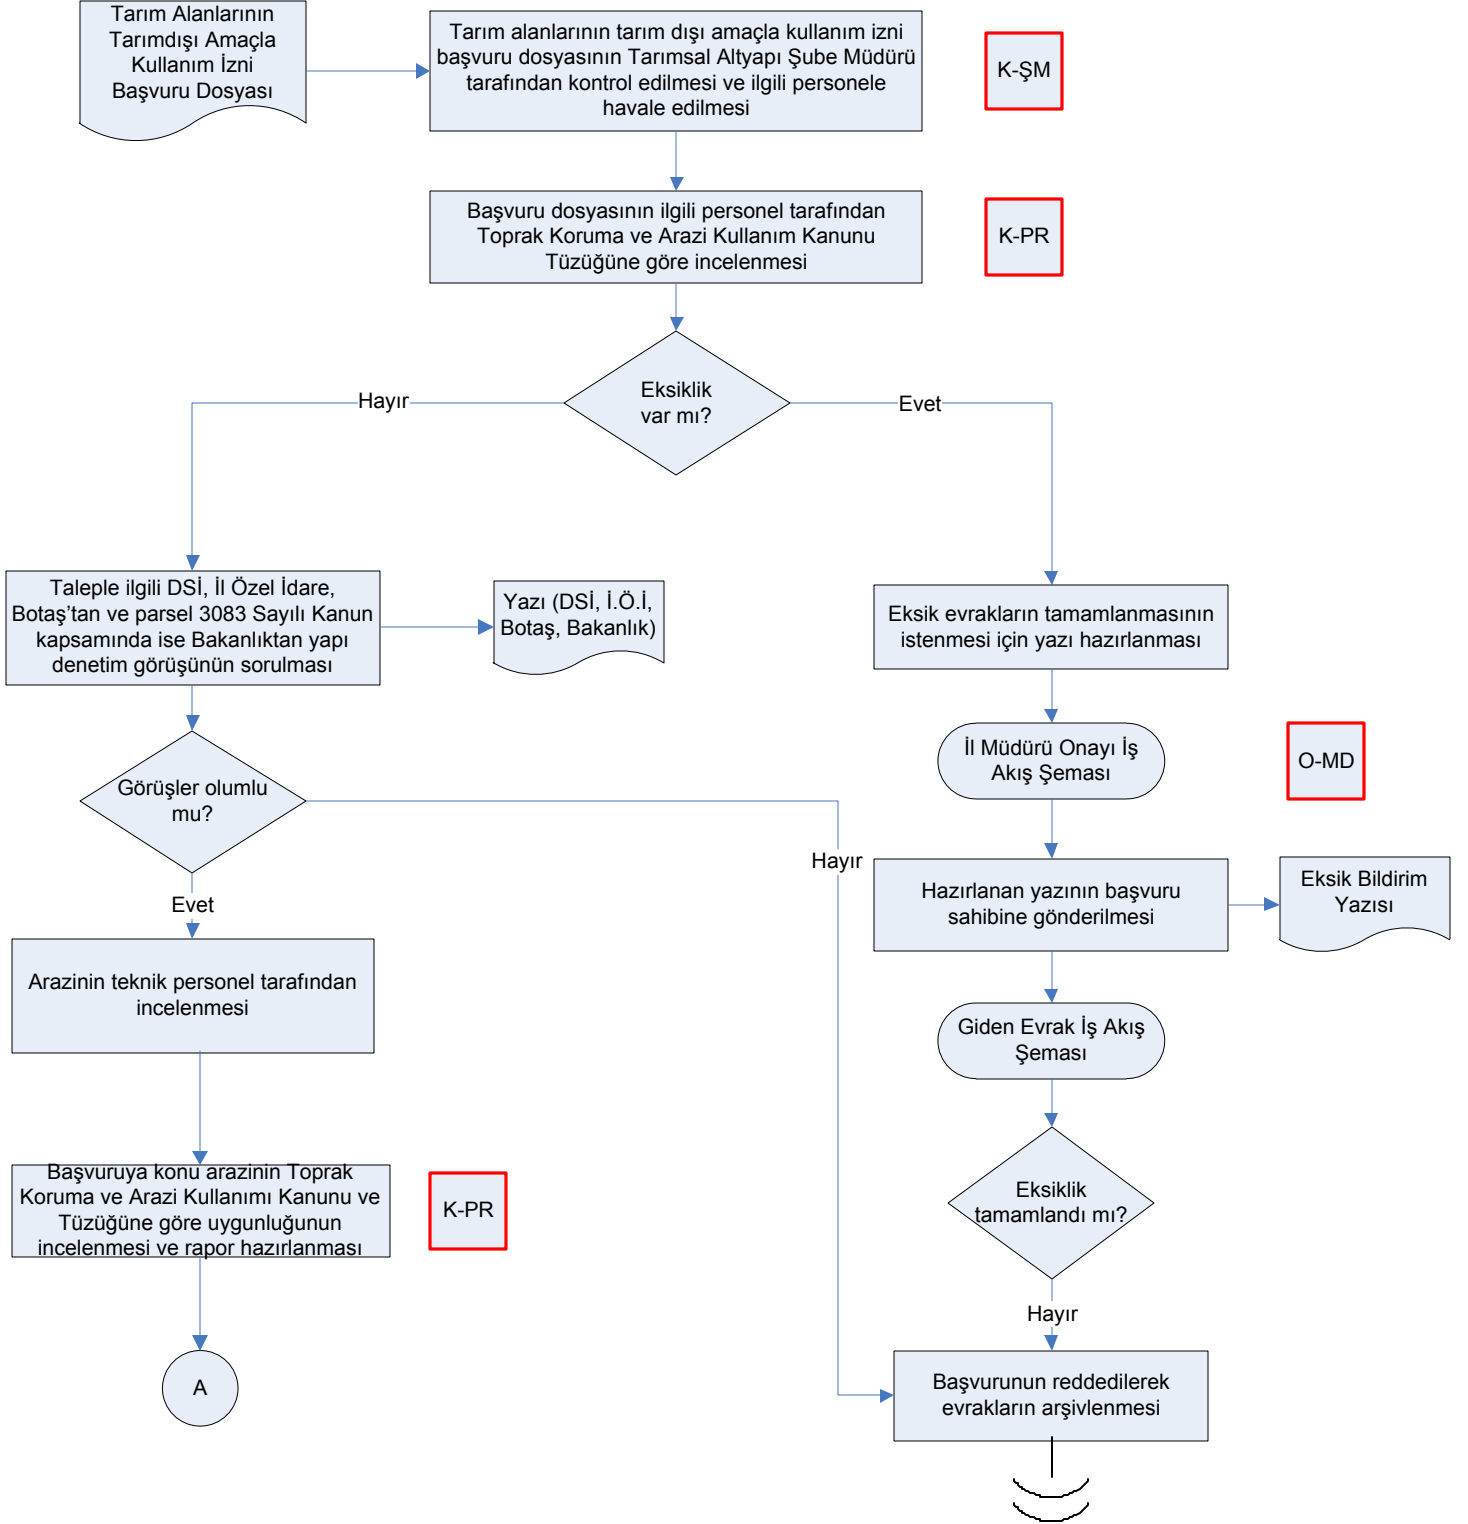 Tarım Alanlarının
Tarımdışı Amaçla
Kullanım İzni
Başvuru Dosyası
Tarım alanlarının tarım dışı amaçla kullanım izni
başvuru dosyasının Tarımsal Altyapı Şube Müdürü
tarafından kontrol edilmesi ve ilgili personele
havale edilmesi
K-ŞM
Başvuru dosyasının ilgili personel tarafından
Toprak Koruma ve Arazi Kullanım Kanunu
Tüzüğüne göre incelenmesi
K-PR
Eksiklik
var mı?
Hayır
Evet
Taleple ilgili DSİ, İl Özel İdare,
Botaş’tan ve parsel 3083 Sayılı Kanun
kapsamında ise Bakanlıktan yapı
denetim görüşünün sorulması
Yazı (DSİ, İ.Ö.İ,
Botaş, Bakanlık)
Eksik evrakların tamamlanmasının
istenmesi için yazı hazırlanması
İl Müdürü Onayı İş
Akış Şeması
O-MD
Görüşler olumlu
mu?
Hayır
Evet
Hazırlanan yazının başvuru
sahibine gönderilmesi
Eksik Bildirim
Yazısı
Arazinin teknik personel tarafından
incelenmesi
Giden Evrak İş Akış
Şeması
Başvuruya konu arazinin Toprak
Koruma ve Arazi Kullanımı Kanunu ve
Tüzüğüne göre uygunluğunun
incelenmesi ve rapor hazırlanması
K-PR
Eksiklik
tamamlandı mı?
Hayır
A
Başvurunun reddedilerek
evrakların arşivlenmesi